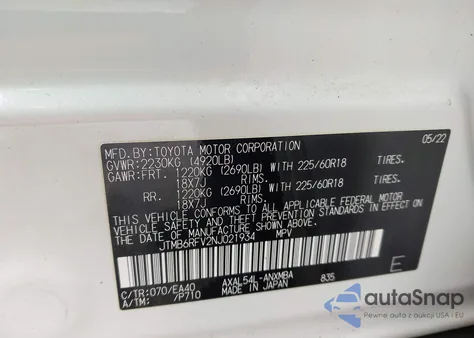 MFD.BY:TOYOTA MOTOR CORPORATION 05/22
GVWR:2230KG (4920LB)
GAWR:FRT. 1220KG (2690LB) WITH 225/60R18 TIRES.
18X7J RIMS.
RR. 1220KG (2690LB) WITH 225/60R18 TIRES.
18X7J RIMS.
THIS VEHICLE CONFORMS TO ALL APPLICABLE FEDERAL MOTOR
VEHICLE SAFETY AND THEFT PREVENTION STANDARDS IN EFFECT
ON THE DATE OF MANUFACTURE SHOWN ABOVE.
JTMB6RFV2NJ021934 MPV
C/TR:070/EA40 AXAL54L-ANXMBA 835
A/TM: 7P710 MADE IN JAPAN
E
autoSnap
Pewne auta z aukcji USA i EU